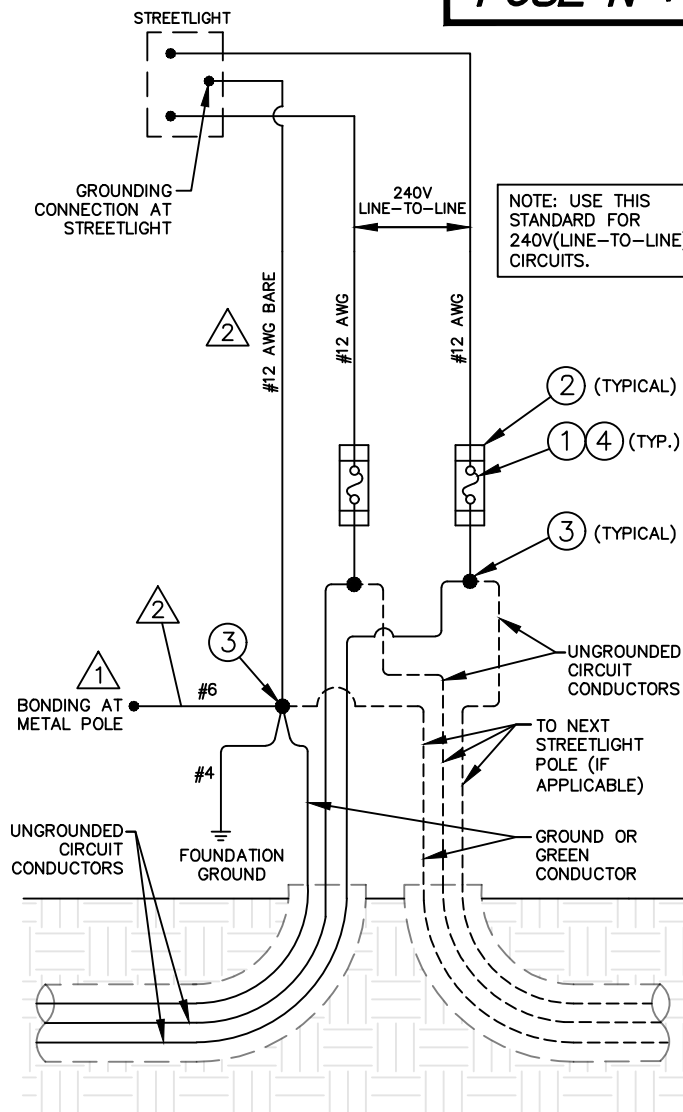 STREETLIGHT
GROUNDING
CONNECTION AT
STREETLIGHT
240V
LINE-TO-LINE
NOTE: USE THIS
STANDARD FOR
240V(LINE-TO-LINE)
CIRCUITS.
2
#12 AWG BARE
#12 AWG
#12 AWG
2 (TYPICAL)
1 4 (TYP.)
3 (TYPICAL)
2
3
1
BONDING AT
METAL POLE
#6
UNGROUNDED
CIRCUIT
CONDUCTORS
TO NEXT
STREETLIGHT
POLE (IF
APPLICABLE)
#4
FOUNDATION
GROUND
UNGROUNDED
CIRCUIT
CONDUCTORS
GROUND OR
GREEN
CONDUCTOR